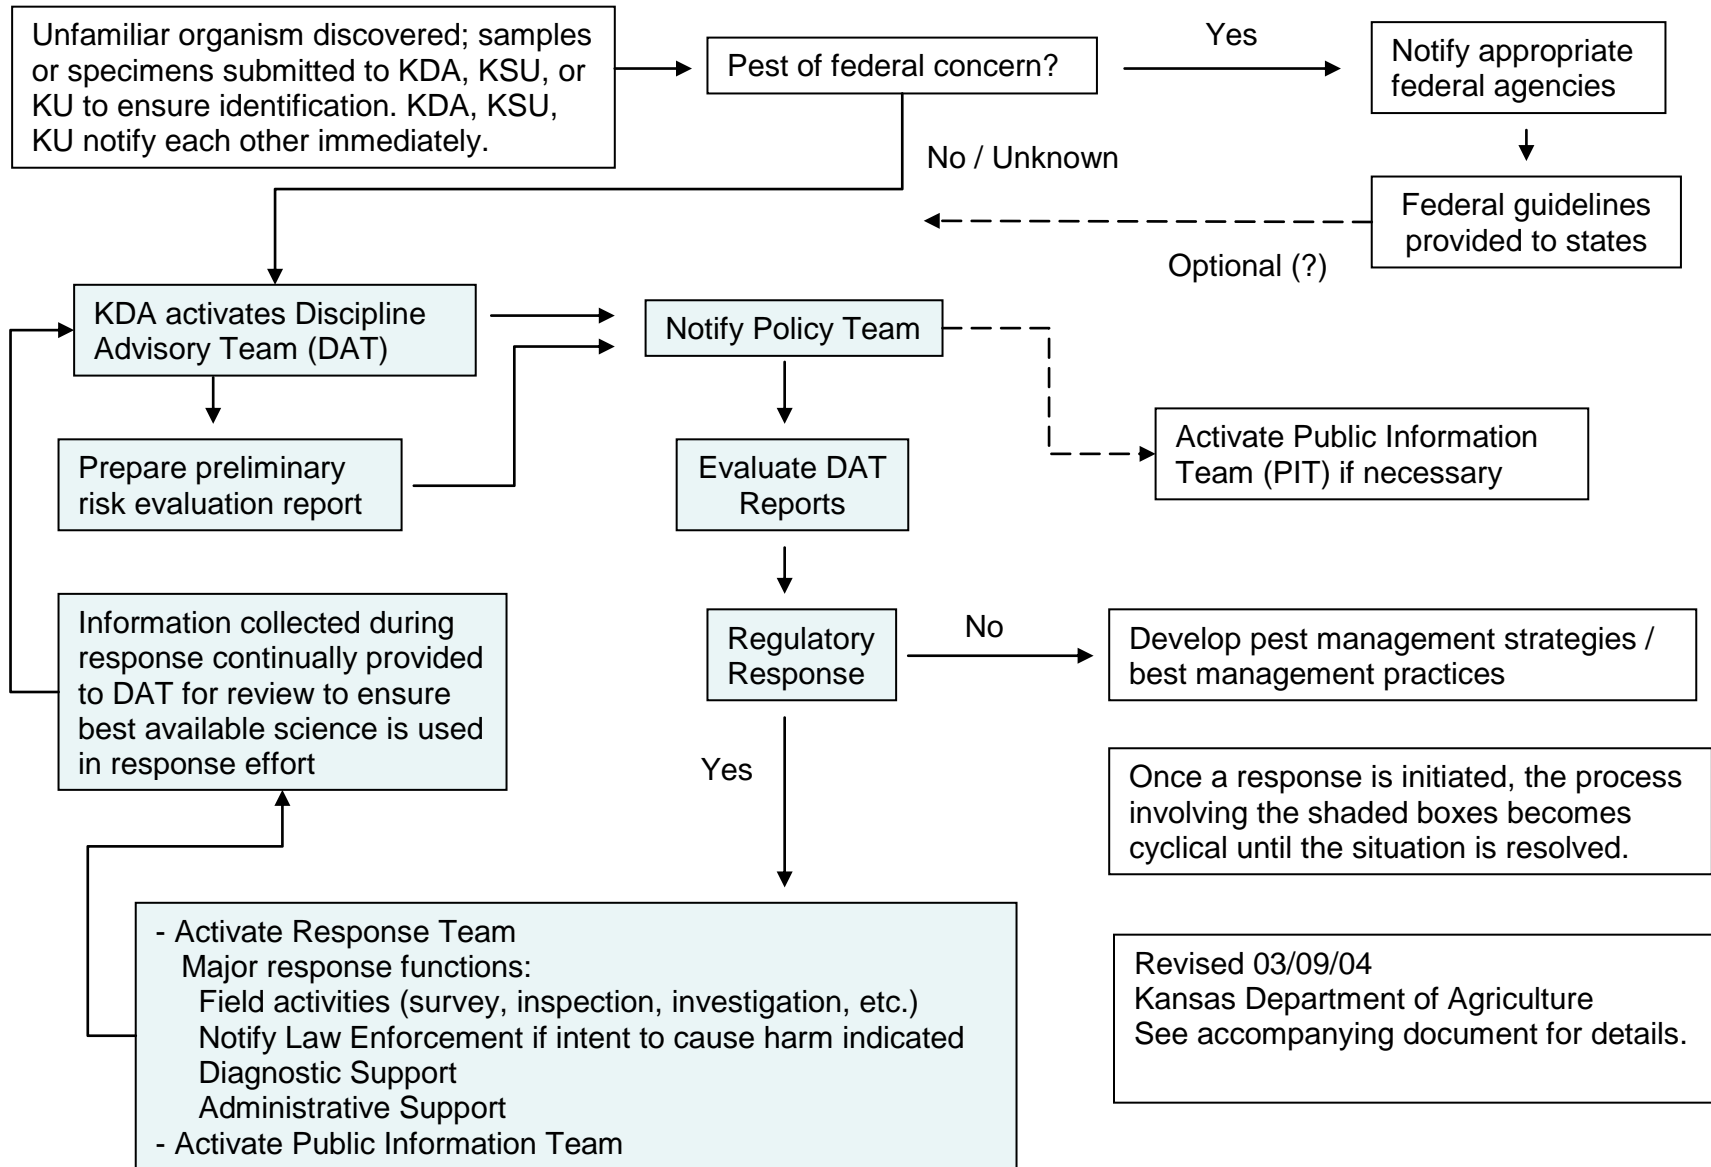 Unfamiliar organism discovered; samples
or specimens submitted to KDA, KSU, or
KU to ensure identification. KDA, KSU,
KU notify each other immediately.
Pest of federal concern?
Yes
Notify appropriate
federal agencies
No / Unknown
Federal guidelines
provided to states
Optional (?)
KDA activates Discipline
Advisory Team (DAT)
Notify Policy Team
Prepare preliminary
risk evaluation report
Evaluate DAT
Reports
Activate Public Information
Team (PIT) if necessary
Information collected during
response continually provided
to DAT for review to ensure
best available science is used
in response effort
Regulatory
Response
No
Develop pest management strategies /
best management practices
Yes
Once a response is initiated, the process
involving the shaded boxes becomes
cyclical until the situation is resolved.
- Activate Response Team
Major response functions:
Field activities (survey, inspection, investigation, etc.)
Notify Law Enforcement if intent to cause harm indicated
Diagnostic Support
Administrative Support
- Activate Public Information Team
Revised 03/09/04
Kansas Department of Agriculture
See accompanying document for details.